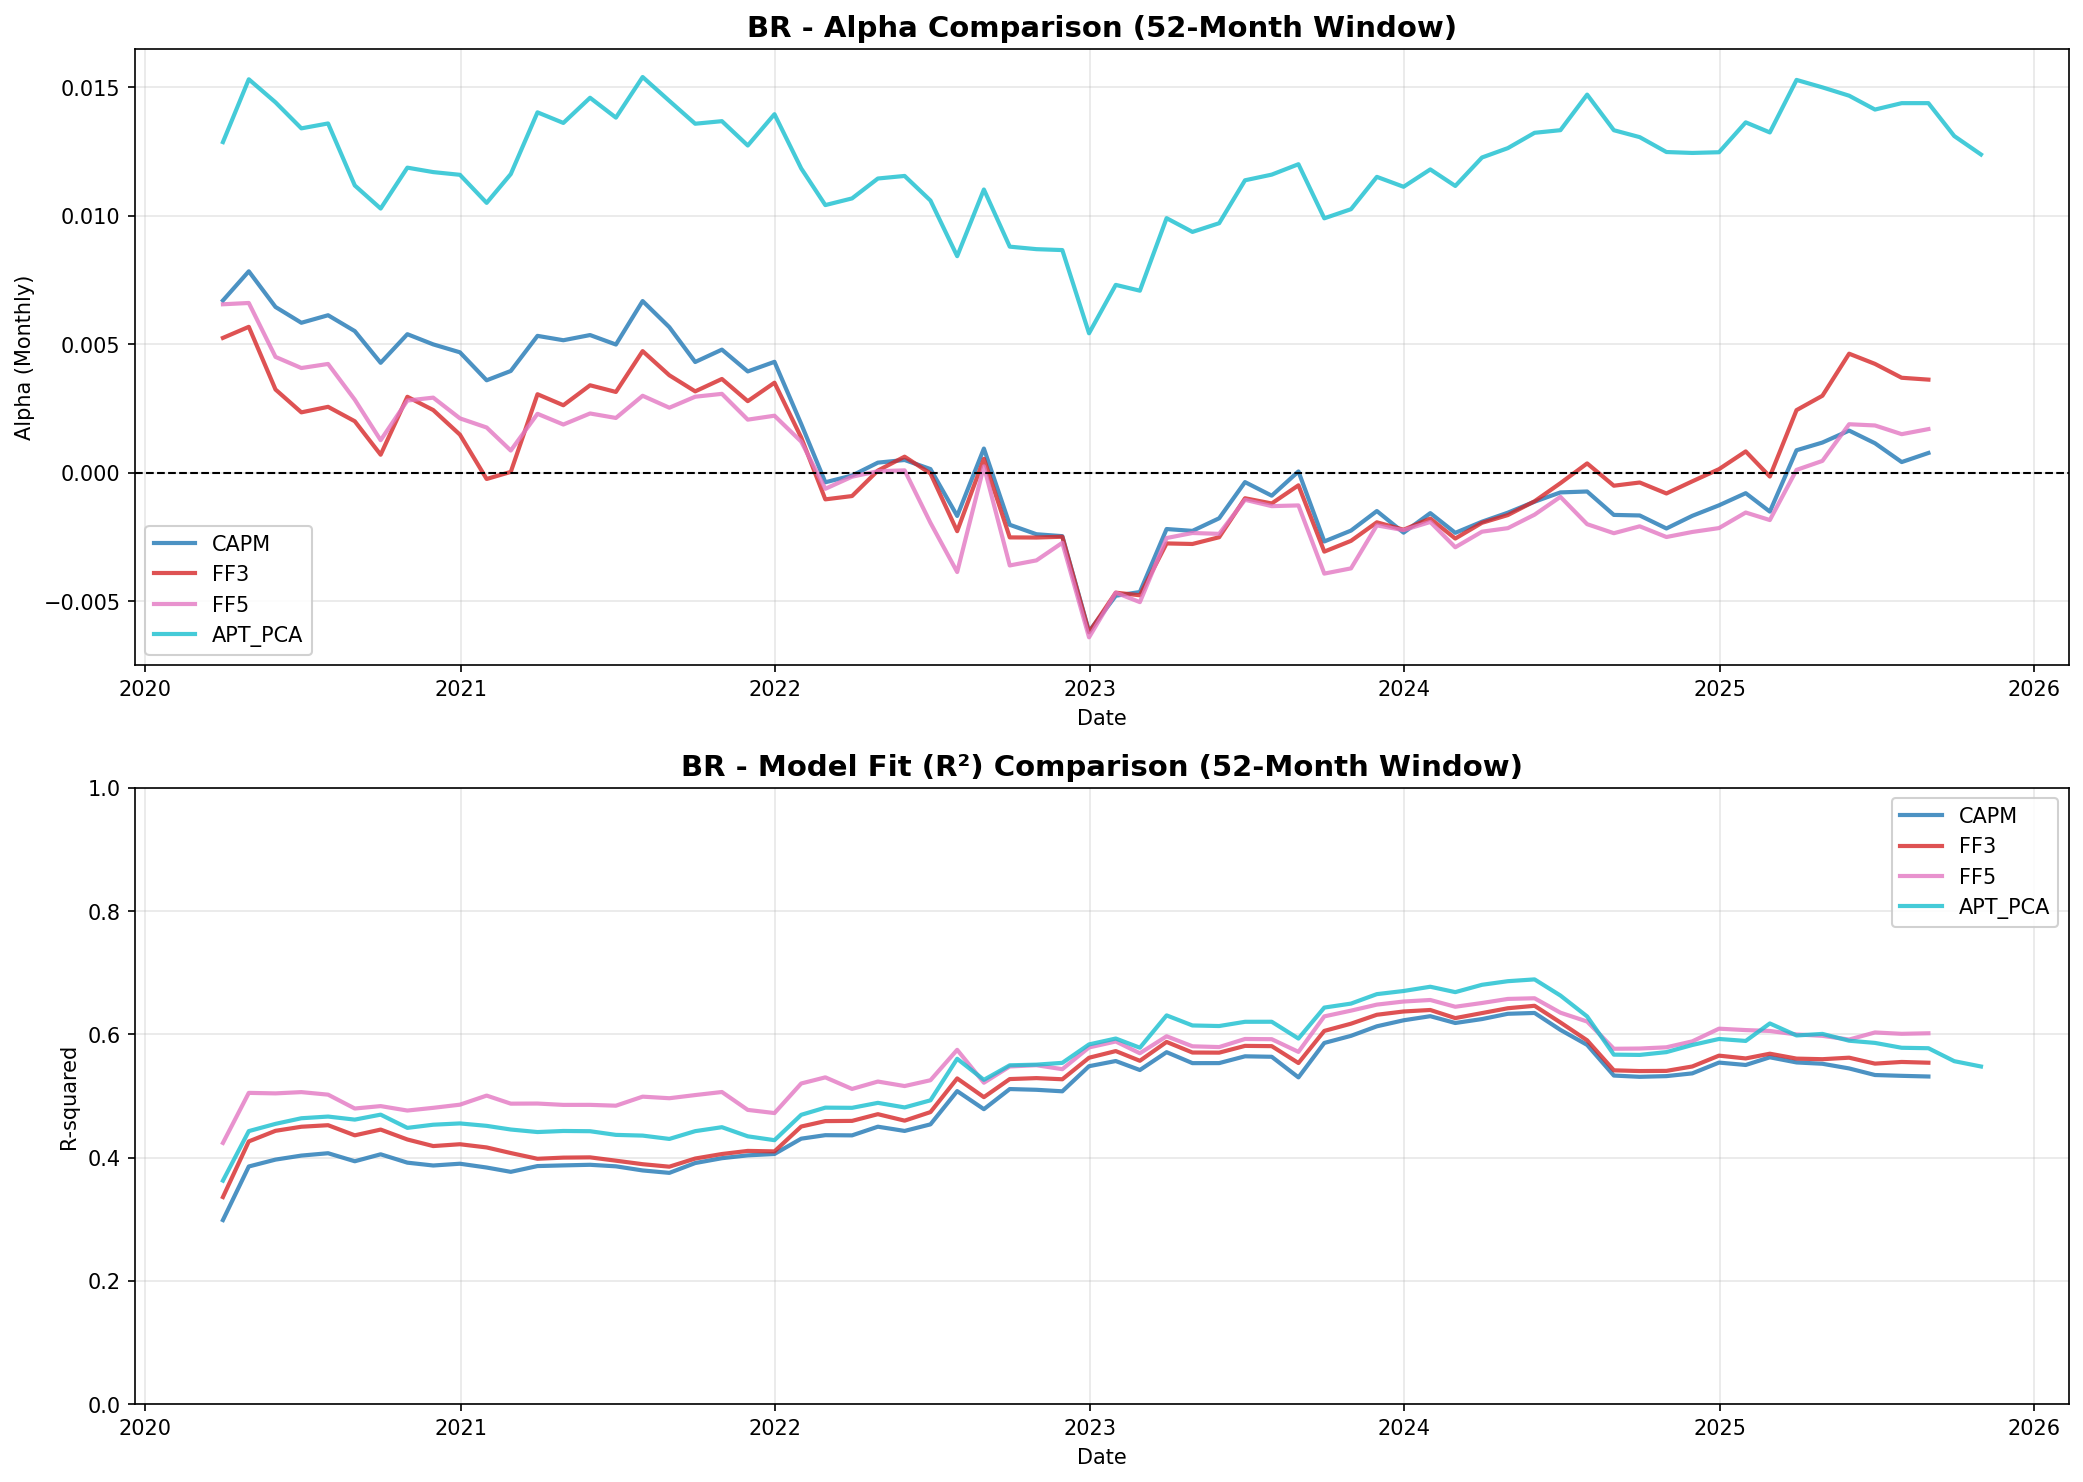 BR - Alpha Comparison (52-Month Window)
Alpha (Monthly)
0.015
0.010
0.005
0.000
−0.005
CAPM
FF3
FF5
APT_PCA
2020 2021 2022 2023 2024 2025 2026
Date
BR - Model Fit (R²) Comparison (52-Month Window)
R-squared
1.0
0.8
0.6
0.4
0.2
0.0
CAPM
FF3
FF5
APT_PCA
2020 2021 2022 2023 2024 2025 2026
Date